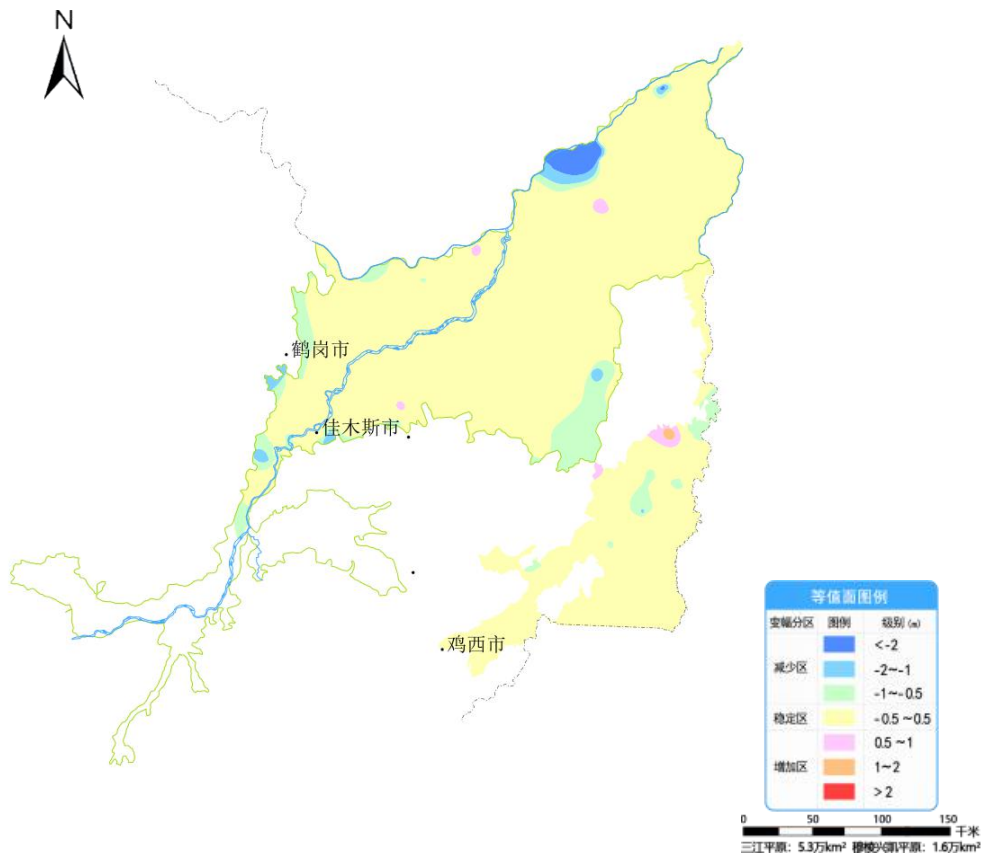 N
鹤岗市
佳木斯市
鸡西市
等值面图例
变幅分区 图例 级别 (m)
<-2
减少区 -2~-1
-1~-0.5
稳定区 -0.5~0.5
0.5~1
增加区 1~2
>2
0 50 100 150 千米
三江平原：5.3万km² 穆棱兴凯平原：1.6万km²